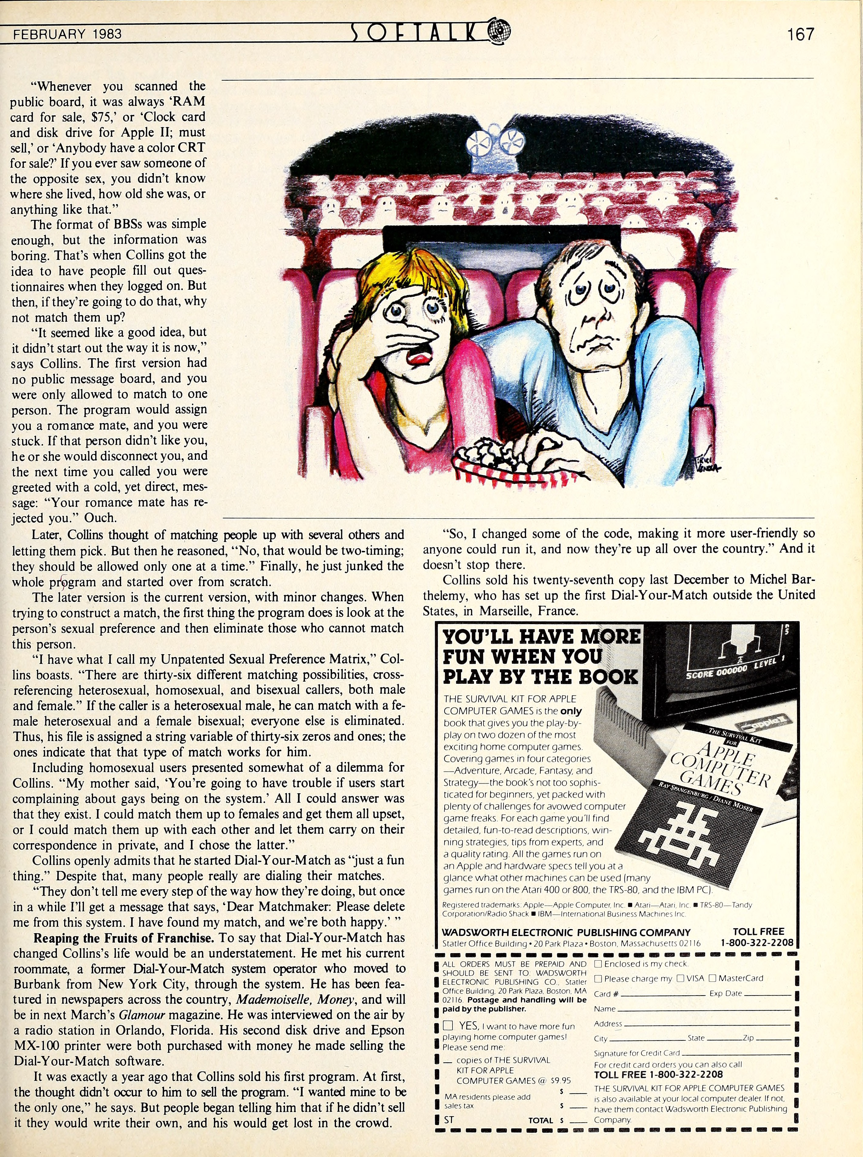 FEBRUARY 1983
SOFTALK
167
“Whenever you scanned the
public board, it was always ‘RAM
card for sale, $75,’ or ‘Clock card
and disk drive for Apple II; must
sell,’ or ‘Anybody have a color CRT
for sale?’ If you ever saw someone of
the opposite sex, you didn’t know
where she lived, how old she was, or
anything like that.”
The format of BBSs was simple
enough, but the information was
boring. That’s when Collins got the
idea to have people fill out ques-
tionnaires when they logged on. But
then, if they’re going to do that, why
not match them up?
“It seemed like a good idea, but
it didn’t start out the way it is now,”
says Collins. The first version had
no public message board, and you
were only allowed to match to one
person. The program would assign
you a romance mate, and you were
stuck. If that person didn’t like you,
he or she would disconnect you, and
the next time you called you were
greeted with a cold, yet direct, mes-
sage: “Your romance mate has re-
jected you.” Ouch.
Later, Collins thought of matching people up with several others and
letting them pick. But then he reasoned, “No, that would be two-timing;
they should be allowed only one at a time.” Finally, he just junked the
whole program and started over from scratch.
The later version is the current version, with minor changes. When
trying to construct a match, the first thing the program does is look at the
person’s sexual preference and then eliminate those who cannot match
this person.
“I have what I call my Unpatented Sexual Preference Matrix,” Col-
lins boasts. “There are thirty-six different matching possibilities, cross-
referencing heterosexual, homosexual, and bisexual callers, both male
and female.” If the caller is a heterosexual male, he can match with a fe-
male heterosexual and a female bisexual; everyone else is eliminated.
Thus, his file is assigned a string variable of thirty-six zeros and ones; the
ones indicate that that type of match works for him.
Including homosexual users presented somewhat of a dilemma for
Collins. “My mother said, ‘You’re going to have trouble if users start
complaining about gays being on the system.’ All I could answer was
that they exist. I could match them up to females and get them all upset,
or I could match them up with each other and let them carry on their
correspondence in private, and I chose the latter.”
Collins openly admits that he started Dial-Your-Match as “just a fun
thing.” Despite that, many people really are dialing their matches.
“They don’t tell me every step of the way how they’re doing, but once
in a while I’ll get a message that says, ‘Dear Matchmaker: Please delete
me from this system. I have found my match, and we’re both happy.’ ”
Reaping the Fruits of Franchise. To say that Dial-Your-Match has
changed Collins’s life would be an understatement. He met his current
roommate, a former Dial-Your-Match system operator who moved to
Burbank from New York City, through the system. He has been fea-
tured in newspapers across the country, Mademoiselle, Money, and will
be in next March’s Glamour magazine. He was interviewed on the air by
a radio station in Orlando, Florida. His second disk drive and Epson
MX-100 printer were both purchased with money he made selling the
Dial-Your-Match software.
It was exactly a year ago that Collins sold his first program. At first,
the thought didn’t occur to him to sell the program. “I wanted mine to be
the only one,” he says. But people began telling him that if he didn’t sell
it they would write their own, and his would get lost in the crowd.
“So, I changed some of the code, making it more user-friendly so
anyone could run it, and now they’re up all over the country.” And it
doesn’t stop there.
Collins sold his twenty-seventh copy last December to Michel Bar-
thelemy, who has set up the first Dial-Your-Match outside the United
States, in Marseille, France.
YOU’LL HAVE MORE
FUN WHEN YOU
PLAY BY THE BOOK
THE SURVIVAL KIT FOR APPLE
COMPUTER GAMES is the only
book that gives you the play-by-
play on two dozen of the most
exciting home computer games.
Covering games in four categories
—Adventure, Arcade, Fantasy, and
Strategy—the book’s not too sophis-
ticated for beginners, yet packed with
plenty of challenges for avowed computer
game freaks. For each game you’ll find
detailed, fun-to-read descriptions, win-
ning strategies, tips from experts, and
a quality rating. All the games run on
an Apple and hardware specs tell you at a
glance what other machines can be used (many
games run on the Atari 400 or 800, the TRS-80, and the IBM PC).
SCORE 000000 LEVEL 1
THE SURVIVAL KIT
FOR
APPLE
COMPUTER
GAMES
RAY SPANGENBURG / DIANE MOSER
Registered trademarks: Apple—Apple Computer, Inc. ■ Atari—Atari, Inc. ■ TRS-80—Tandy
Corporation/Radio Shack ■ IBM—International Business Machines Inc.
WADSWORTH ELECTRONIC PUBLISHING COMPANY
Statler Office Building • 20 Park Plaza • Boston, Massachusetts 02116
TOLL FREE
1-800-322-2208
ALL ORDERS MUST BE PREPAID AND
SHOULD BE SENT TO: WADSWORTH
ELECTRONIC PUBLISHING CO., Statler
Office Building, 20 Park Plaza, Boston, MA
02116. Postage and handling will be
paid by the publisher.
☐ YES, I want to have more fun
playing home computer games!
Please send me:
__ copies of THE SURVIVAL
KIT FOR APPLE
COMPUTER GAMES @ $9.95
$ ___
MA residents please add
sales tax
$ ___
ST
TOTAL $ ___
☐ Enclosed is my check.
☐ Please charge my ☐ VISA ☐ MasterCard
Card # ___ Exp Date ___
Name ___
Address ___
City ___ State ___ Zip ___
Signature for Credit Card ___
For credit card orders you can also call
TOLL FREE 1-800-322-2208
THE SURVIVAL KIT FOR APPLE COMPUTER GAMES
is also available at your local computer dealer. If not,
have them contact Wadsworth Electronic Publishing
Company.